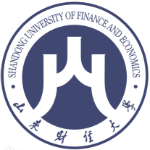 · SHANDONG UNIVERSITY OF FINANCE AND ECONOMICS ·
山东财经大学